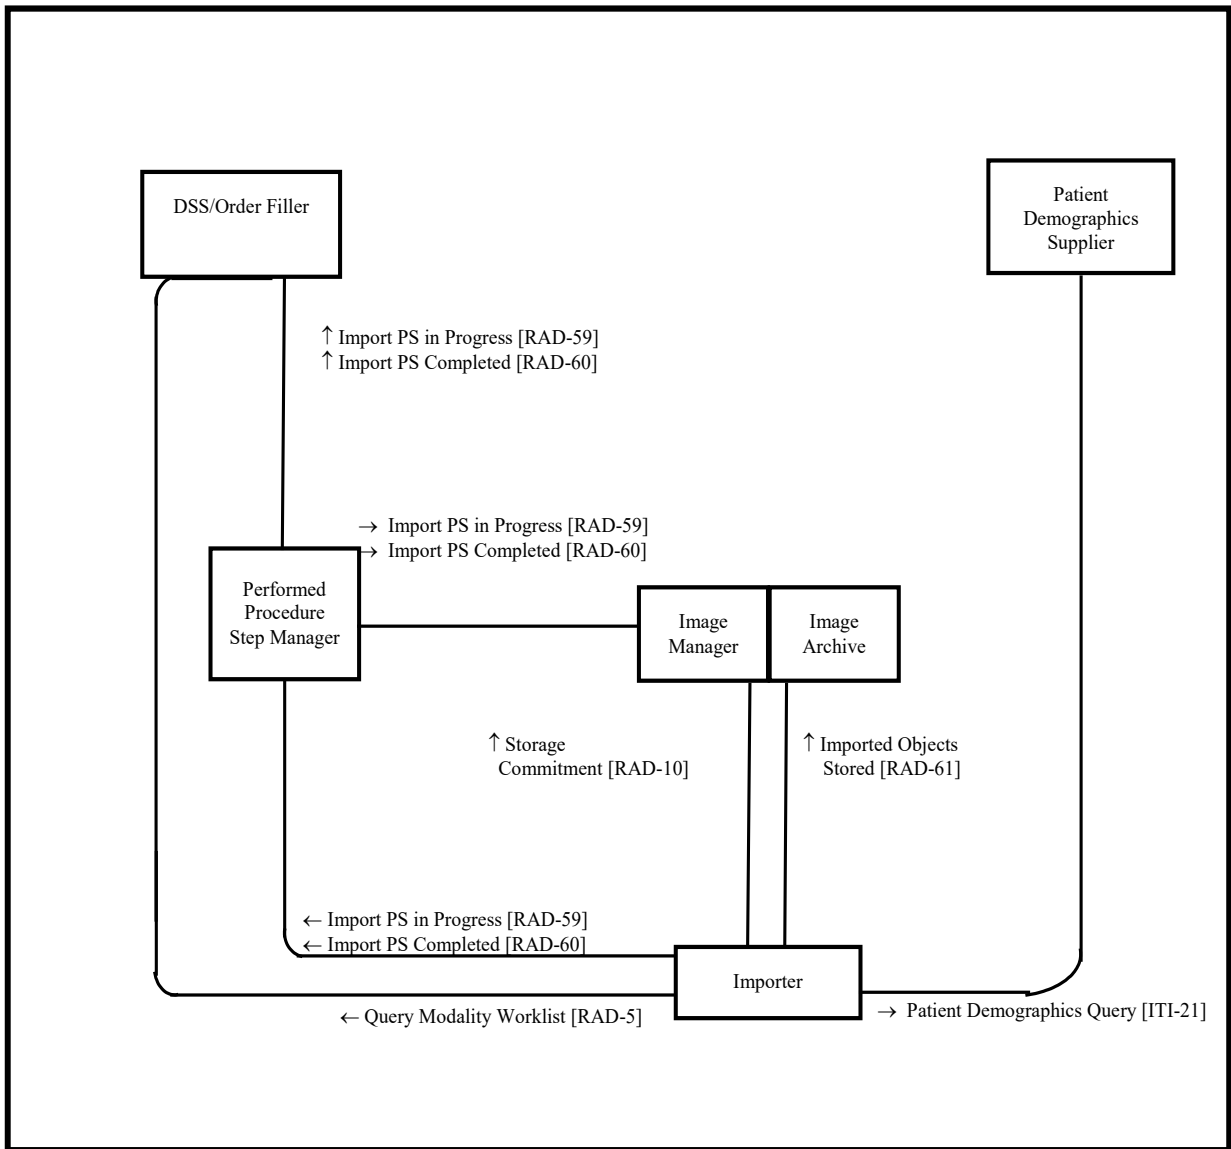 DSS/Order Filler
Patient
Demographics
Supplier
↑ Import PS in Progress [RAD-59]
↑ Import PS Completed [RAD-60]
→ Import PS in Progress [RAD-59]
→ Import PS Completed [RAD-60]
Performed
Procedure
Step Manager
Image
Manager
Image
Archive
↑ Storage
Commitment [RAD-10]
↑ Imported Objects
Stored [RAD-61]
← Import PS in Progress [RAD-59]
← Import PS Completed [RAD-60]
Importer
← Query Modality Worklist [RAD-5]
→ Patient Demographics Query [ITI-21]